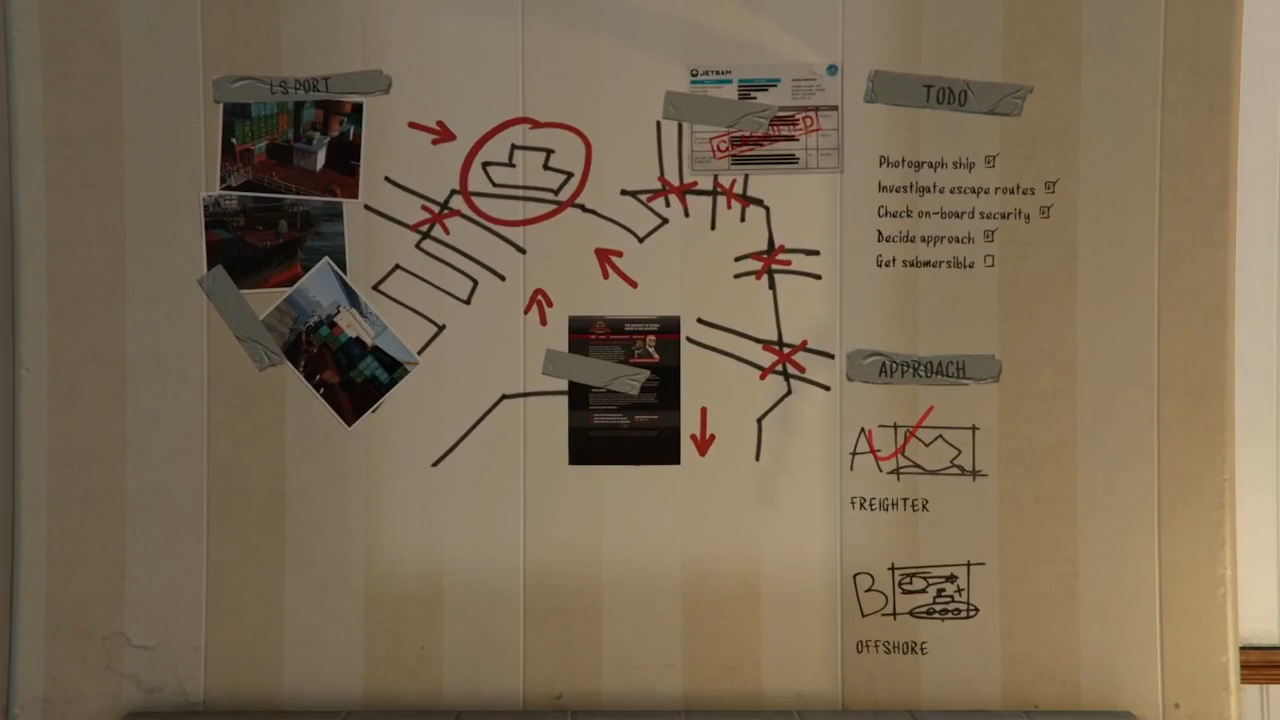 LS PORT
JETSAM
CLASSIFIED
TODO
Photograph ship
Investigate escape routes
Check on-board security
Decide approach
Get submersible
APPROACH
A
FREIGHTER
B
OFFSHORE